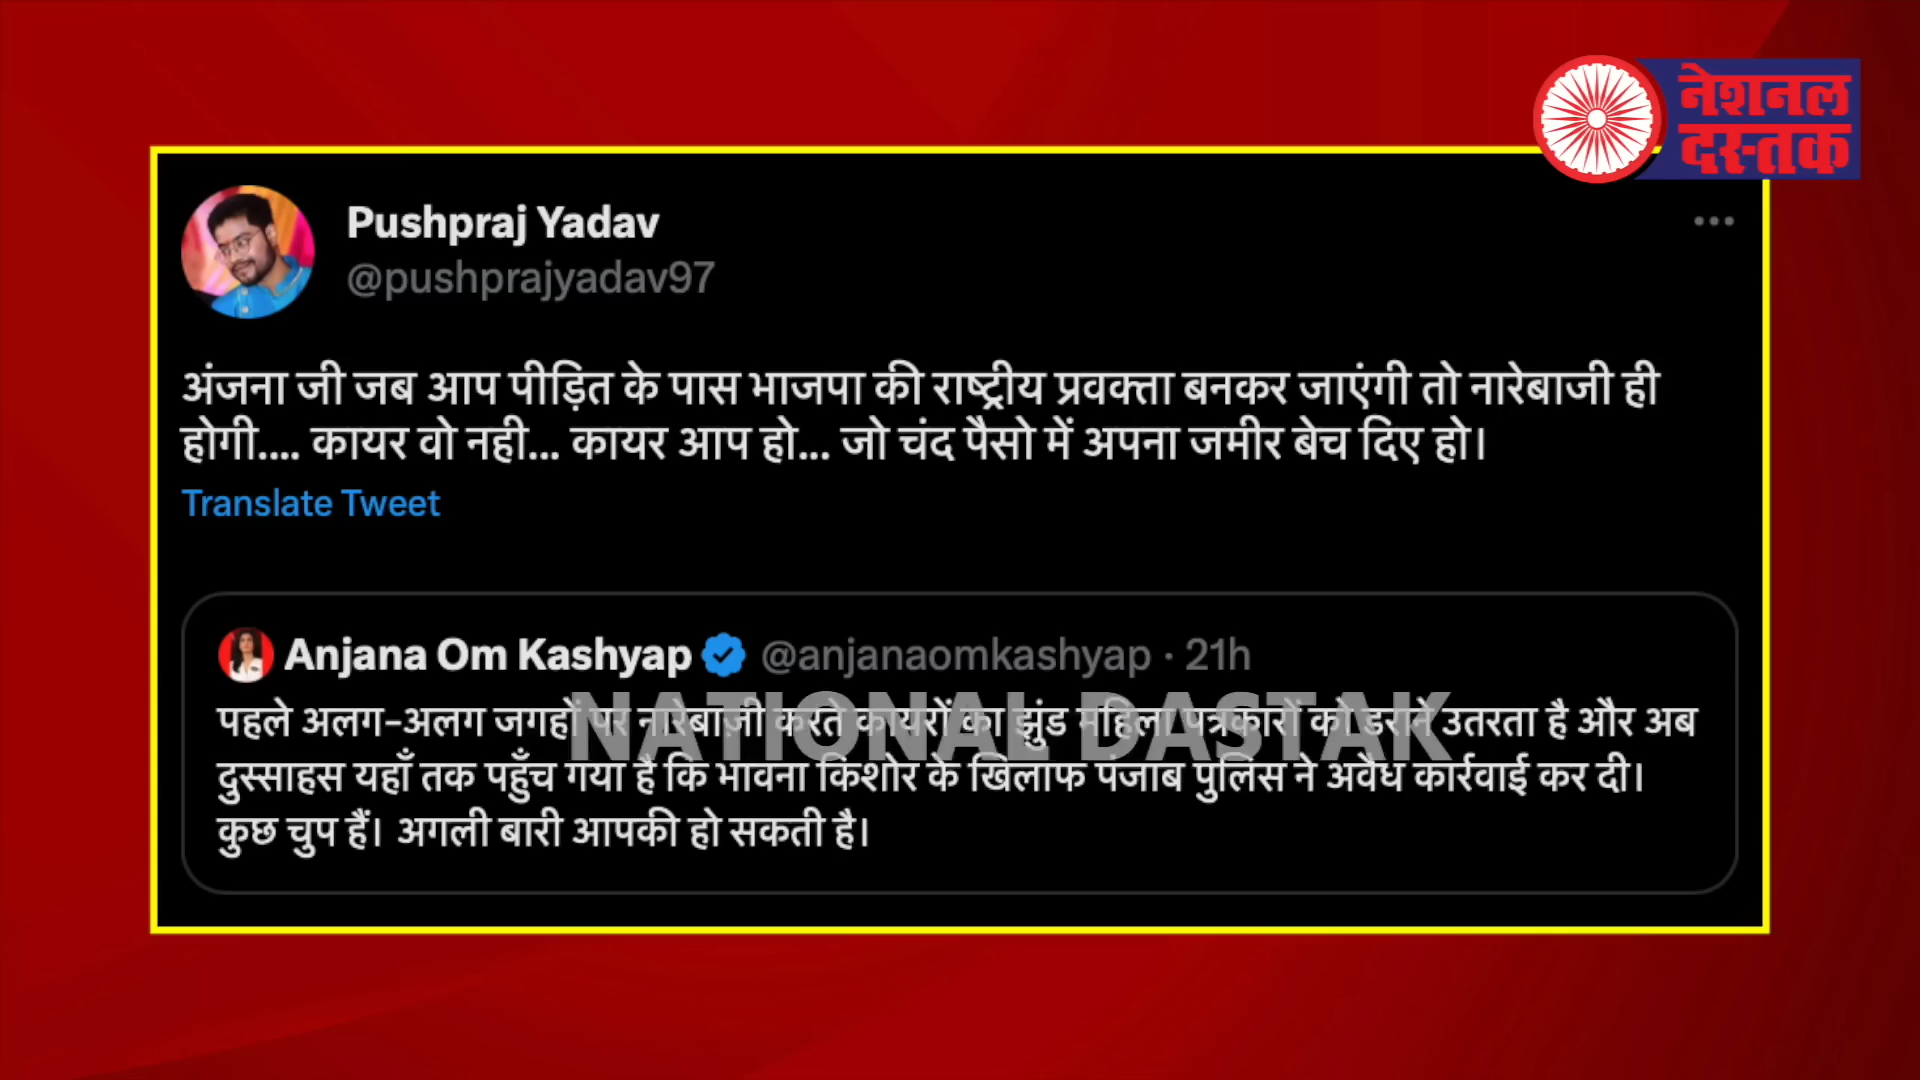 नेशनल
दस्तक
Pushpraj Yadav
@pushprajyadav97
अंजना जी जब आप पीड़ित के पास भाजपा की राष्ट्रीय प्रवक्ता बनकर जाएंगी तो नारेबाजी ही
होगी.... कायर वो नही... कायर आप हो... जो चंद पैसो में अपना जमीर बेच दिए हो।
Translate Tweet
Anjana Om Kashyap @anjanaomkashyap · 21h
NATIONAL DASTAK
पहले अलग-अलग जगहों पर नारेबाज़ी करते कायरों का झुंड महिला पत्रकारों को डराने उतरता है और अब
दुस्साहस यहाँ तक पहुँच गया है कि भावना किशोर के खिलाफ पंजाब पुलिस ने अवैध कार्रवाई कर दी।
कुछ चुप हैं। अगली बारी आपकी हो सकती है।